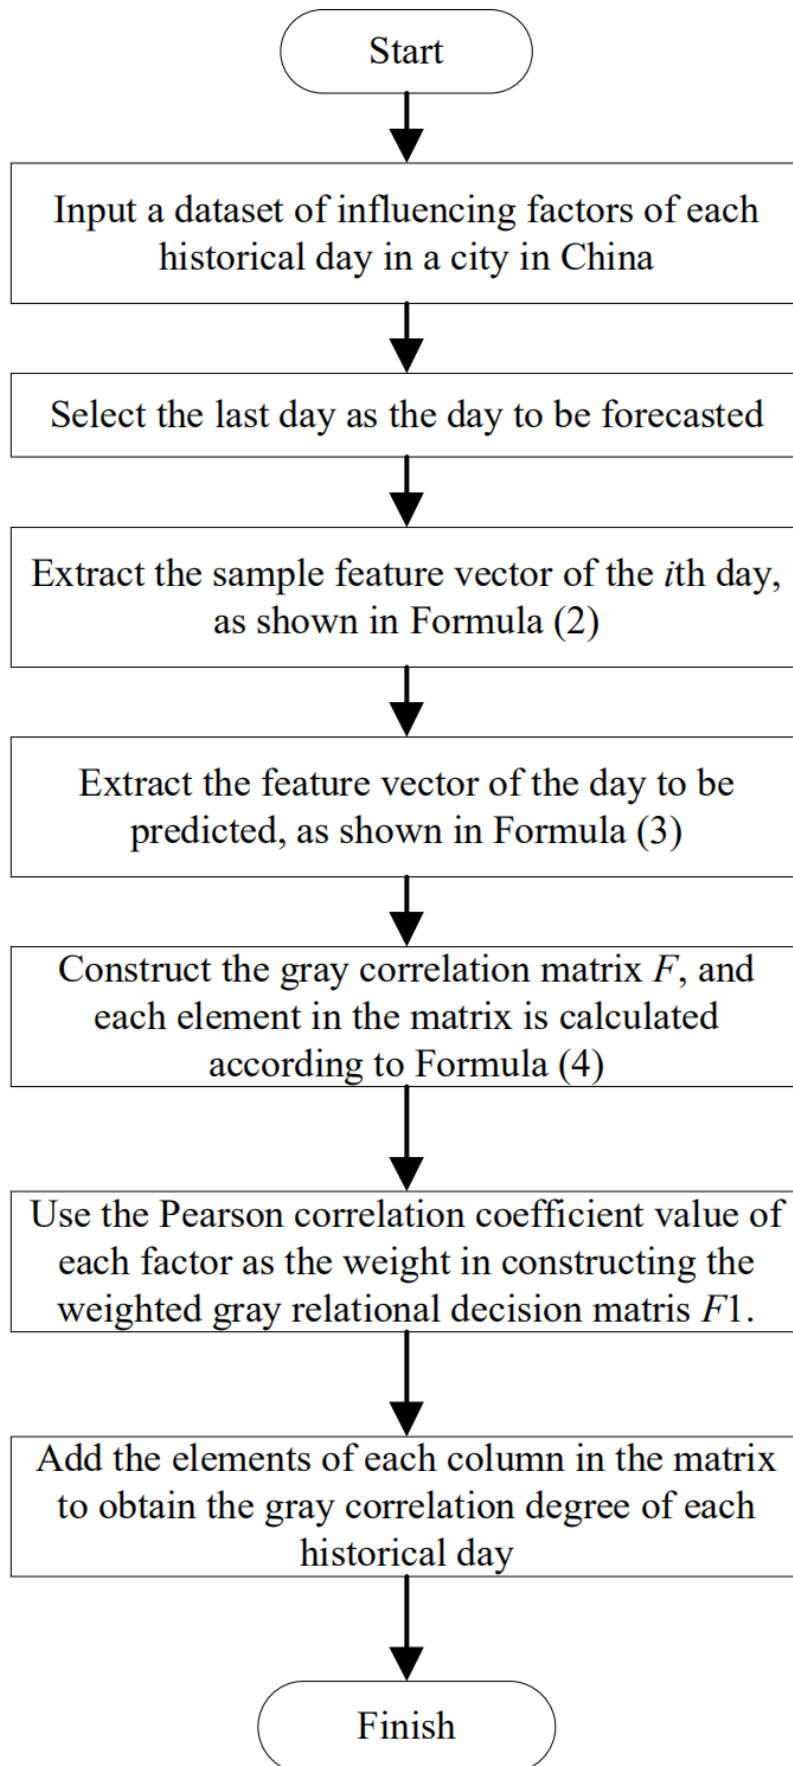 Start
Input a dataset of influencing factors of each
historical day in a city in China
Select the last day as the day to be forecasted
Extract the sample feature vector of the ith day,
as shown in Formula (2)
Extract the feature vector of the day to be
predicted, as shown in Formula (3)
Construct the gray correlation matrix F, and
each element in the matrix is calculated
according to Formula (4)
Use the Pearson correlation coefficient value of
each factor as the weight in constructing the
weighted gray relational decision matris F1.
Add the elements of each column in the matrix
to obtain the gray correlation degree of each
historical day
Finish